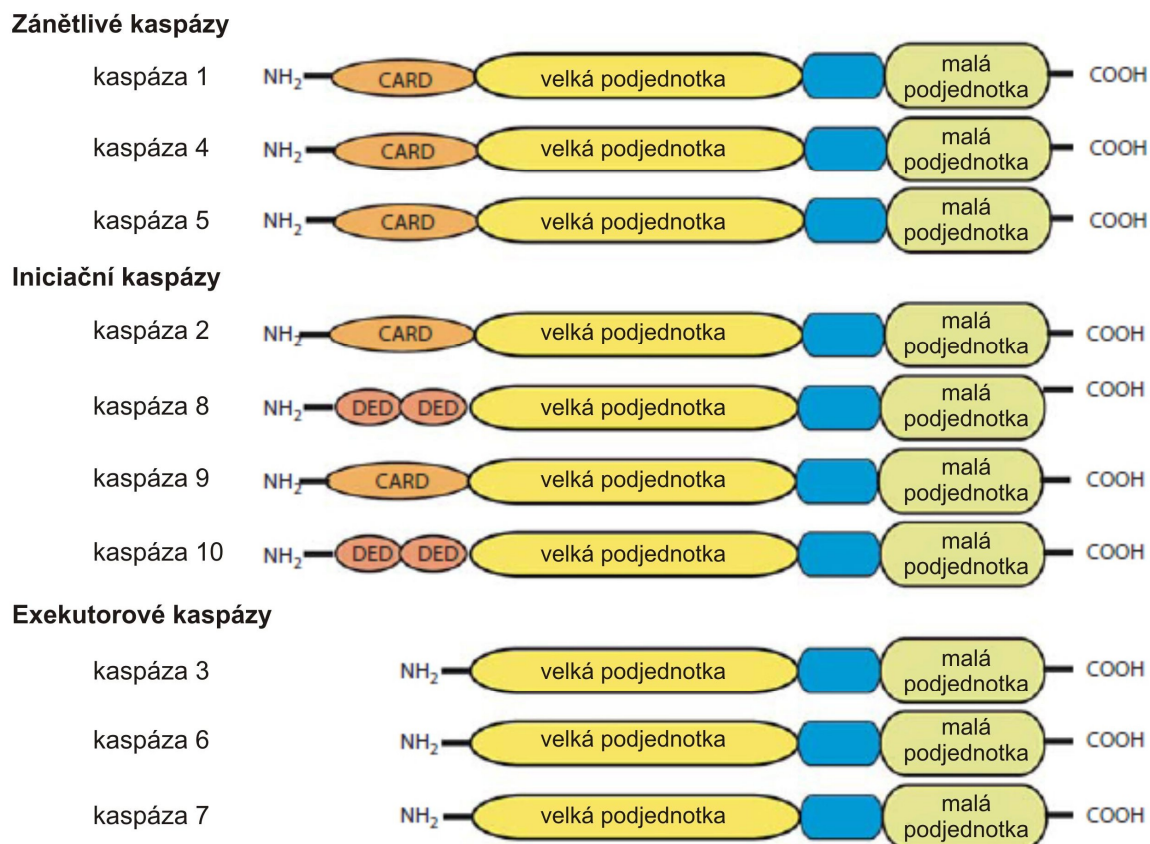 Zánětlivé kaspázy
kaspáza 1 NH2 CARD velká podjednotka malá podjednotka COOH
kaspáza 4 NH2 CARD velká podjednotka malá podjednotka COOH
kaspáza 5 NH2 CARD velká podjednotka malá podjednotka COOH
Iniciační kaspázy
kaspáza 2 NH2 CARD velká podjednotka malá podjednotka COOH
kaspáza 8 NH2 DED DED velká podjednotka malá podjednotka COOH
kaspáza 9 NH2 CARD velká podjednotka malá podjednotka COOH
kaspáza 10 NH2 DED DED velká podjednotka malá podjednotka COOH
Exekutorové kaspázy
kaspáza 3 NH2 velká podjednotka malá podjednotka COOH
kaspáza 6 NH2 velká podjednotka malá podjednotka COOH
kaspáza 7 NH2 velká podjednotka malá podjednotka COOH